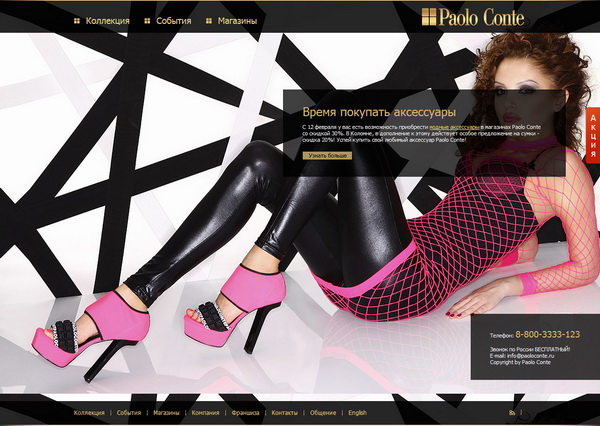 Коллекция События Магазины
Paolo Conte
Время покупать аксессуары
С 12 февраля у вас есть возможность приобрести модные аксессуары в магазинах Paolo Conte
со скидкой 30%. В Коломне, в дополнение к этому действует особое предложение на сумки -
скидка 20%! Успей купить свой любимый аксессуар Paolo Conte!
Узнать больше
Акция
Телефон: 8-800-3333-123
Звонок по России БЕСПЛАТНЫЙ!
E-mail: info@paoloconte.ru
Copyright by Paolo Conte
Коллекция | События | Магазины | Компания | Франшиза | Контакты | Общение | English